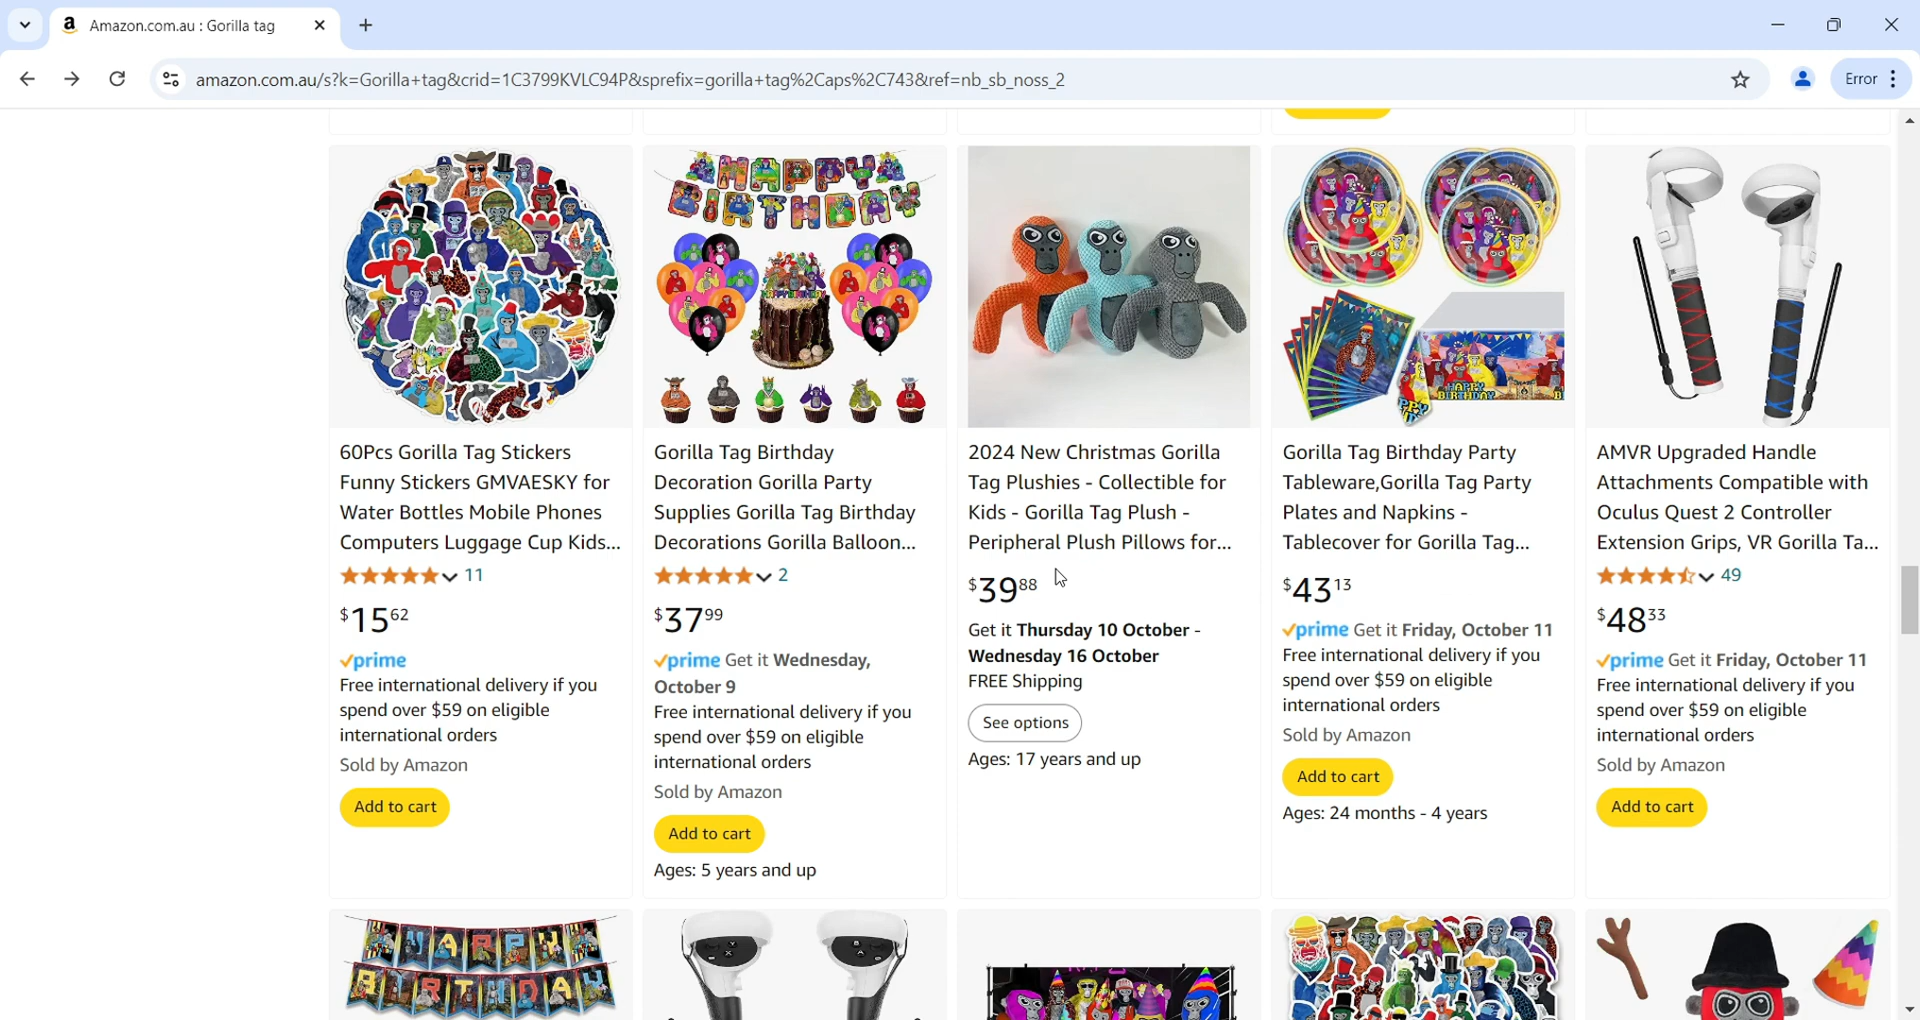 Amazon.com.au : Gorilla tag
amazon.com.au/s?k=Gorilla+tag&crid=1C3799KVLC94P&sprefix=gorilla+tag%2Caps%2C743&ref=nb_sb_noss_2
Error
HAPPY
BIRTHDAY
HAPPY BIRTHDAY
HAPPY
BIRTHDAY
60Pcs Gorilla Tag Stickers
Funny Stickers GMVAESKY for
Water Bottles Mobile Phones
Computers Luggage Cup Kids...
11
$15 62
prime
Free international delivery if you
spend over $59 on eligible
international orders
Sold by Amazon
Add to cart
Gorilla Tag Birthday
Decoration Gorilla Party
Supplies Gorilla Tag Birthday
Decorations Gorilla Balloon...
2
$37 99
prime Get it Wednesday,
October 9
Free international delivery if you
spend over $59 on eligible
international orders
Sold by Amazon
Add to cart
Ages: 5 years and up
2024 New Christmas Gorilla
Tag Plushies - Collectible for
Kids - Gorilla Tag Plush -
Peripheral Plush Pillows for...
$39 88
Get it Thursday 10 October -
Wednesday 16 October
FREE Shipping
See options
Ages: 17 years and up
Gorilla Tag Birthday Party
Tableware,Gorilla Tag Party
Plates and Napkins -
Tablecover for Gorilla Tag...
$43 13
prime Get it Friday, October 11
Free international delivery if you
spend over $59 on eligible
international orders
Sold by Amazon
Add to cart
Ages: 24 months - 4 years
AMVR Upgraded Handle
Attachments Compatible with
Oculus Quest 2 Controller
Extension Grips, VR Gorilla Ta...
49
$48 33
prime Get it Friday, October 11
Free international delivery if you
spend over $59 on eligible
international orders
Sold by Amazon
Add to cart
HAPPY
BIRTHDAY